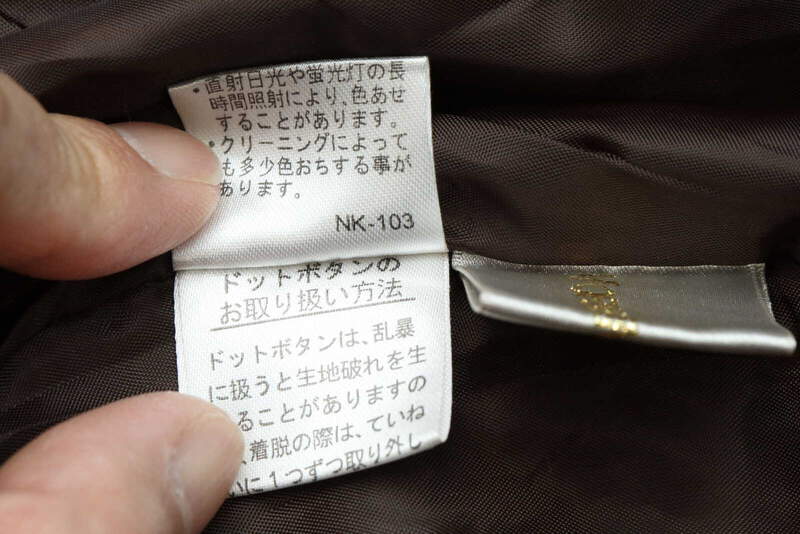 ・直射日光や蛍光灯の長
時間照射により、色あせ
することがあります。
・クリーニングによって
も多少色おちする事が
あります。
NK-103
ドットボタンの
お取り扱い方法
ドットボタンは、乱暴
に扱うと生地破れを生
ることがありますの
、着脱の際は、ていね
いに１つずつ取り外し